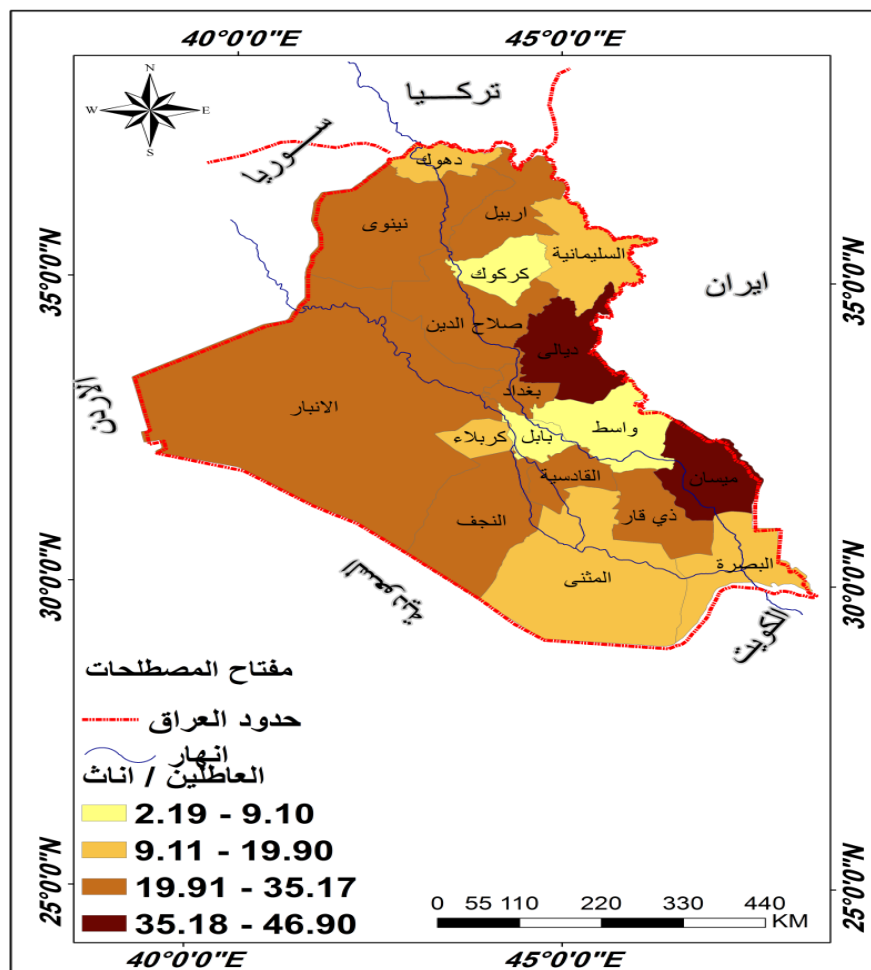 40°0'0"E 45°0'0"E
N
W E
S
تركـــــيا
ســـوريا
دهوك
اربيل
نينوى
السليمانية
كركوك
35°0'0"N 35°0'0"N
ايران
صلاح الدين
ديالى
بغداد
الانبار
الاردن
واسط
بابل
كربلاء
القادسية
ميسان
النجف
ذي قار
البصرة
المثنى
30°0'0"N 30°0'0"N
السعودية
الكويت
مفتاح المصطلحات
حدود العراق
انهار
العاطلين / اناث
2.19 - 9.10
9.11 - 19.90
19.91 - 35.17
35.18 - 46.90
25°0'0"N 25°0'0"N
0 55 110 220 330 440
KM
40°0'0"E 45°0'0"E